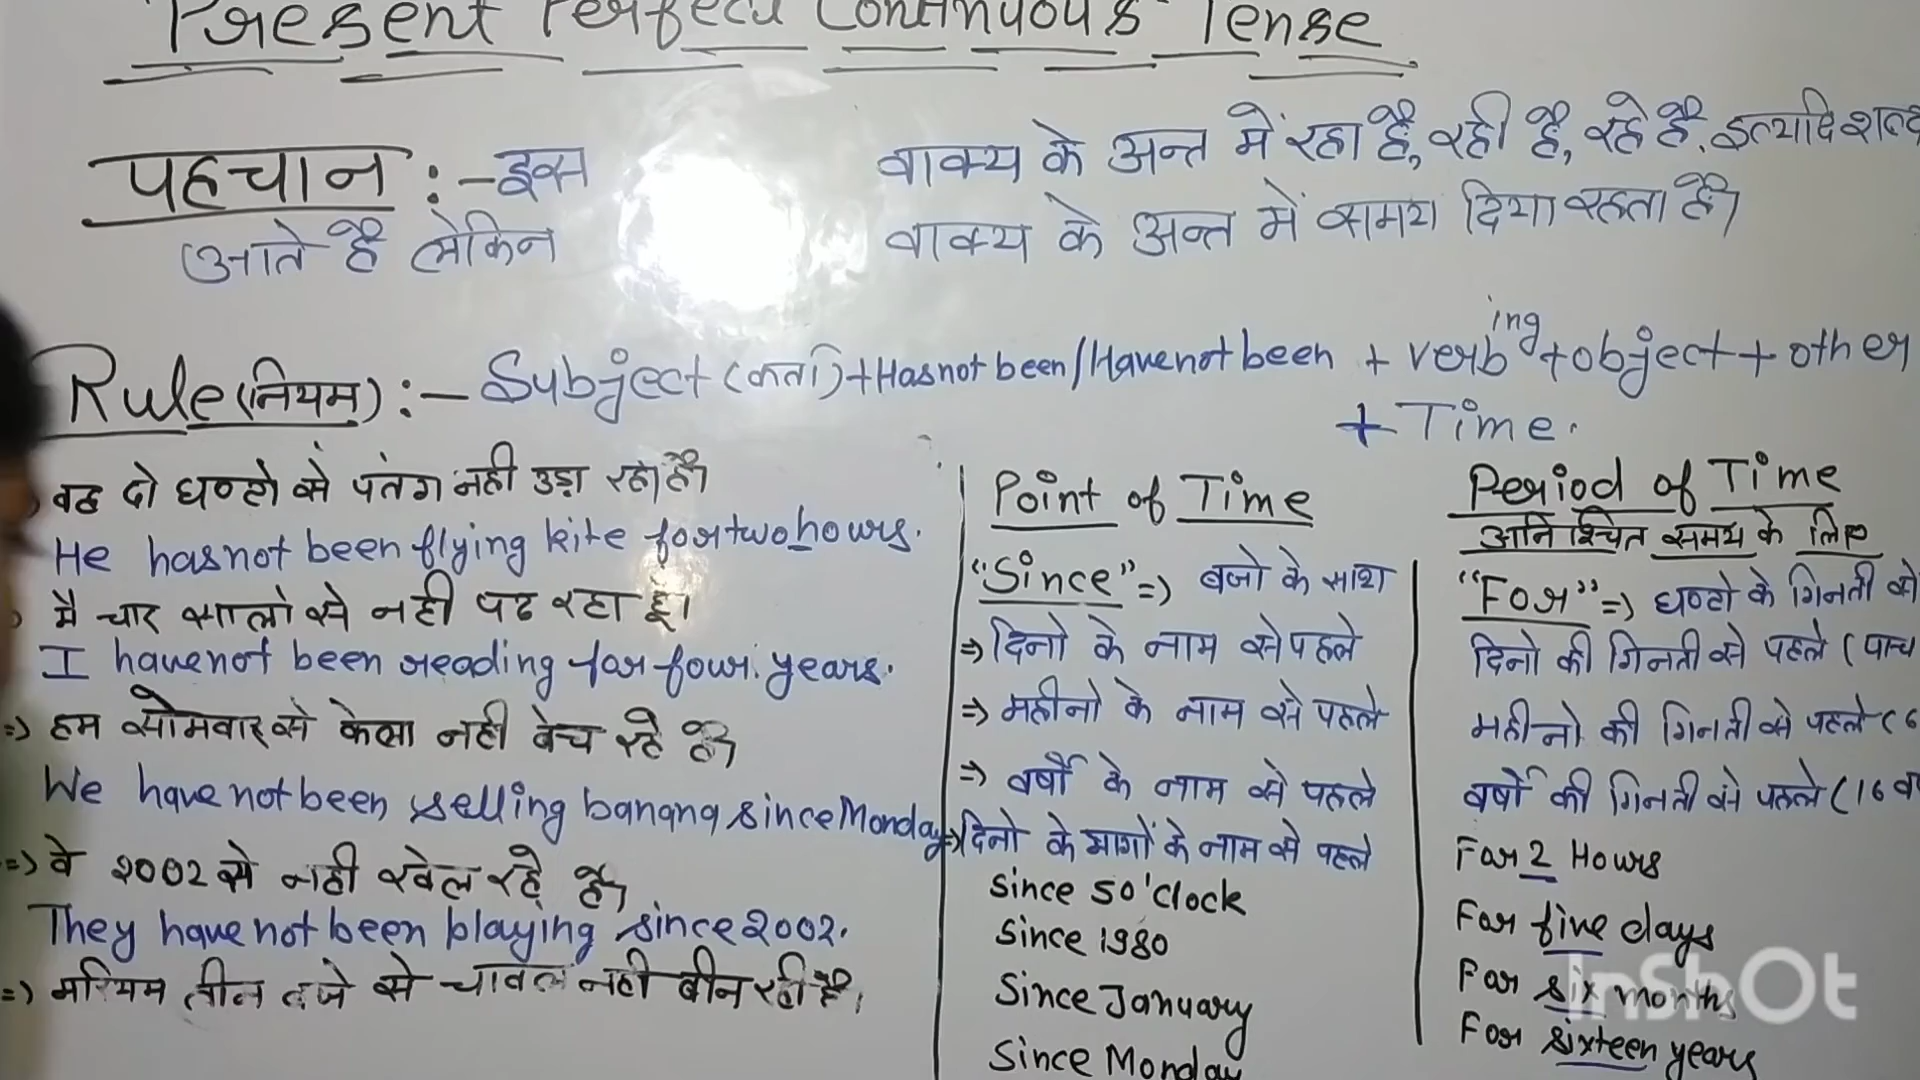 Present Perfect Continuous Tense
पहचान :- इस वाक्य के अन्त में रहा है, रही है, रहे है, इत्यादि शब्द
आते है लेकिन वाक्य के अन्त में समय दिया रहता है।
Rule (नियम) :- Subject (कर्ता) + Has not been / Have not been + verb ing + object + other
+ Time.
वह दो घण्टो से पंतग नही उड़ा रहा है।
He has not been flying kite for two hours.
मै चार सालो से नही पढ रहा हूं।
I have not been reading for four years.
=> हम सोमवार से केला नही बेच रहे है।
We have not been selling banana since Monday
=> वे 2002 से नही खेल रहे है।
They have not been playing since 2002.
=> मरियम तीन बजे से चावल नही बीन रही है।
Point of Time
"Since" => बजो के साथ
=> दिनो के नाम से पहले
=> महीनो के नाम से पहले
=> वर्षो के नाम से पहले
=> दिनो के भागों के नाम से पहले
Since 5 o'clock
Since 1980
Since January
Since Monday
Period of Time
अनिश्चित समय के लिए
"For" => घण्टो के गिनती से
दिनो की गिनती से पहले (पाच
महीनो की गिनती से पहले (6
वर्षो की गिनती से पहले (16
For 2 Hours
For five days
For six months
For sixteen years
InShOt